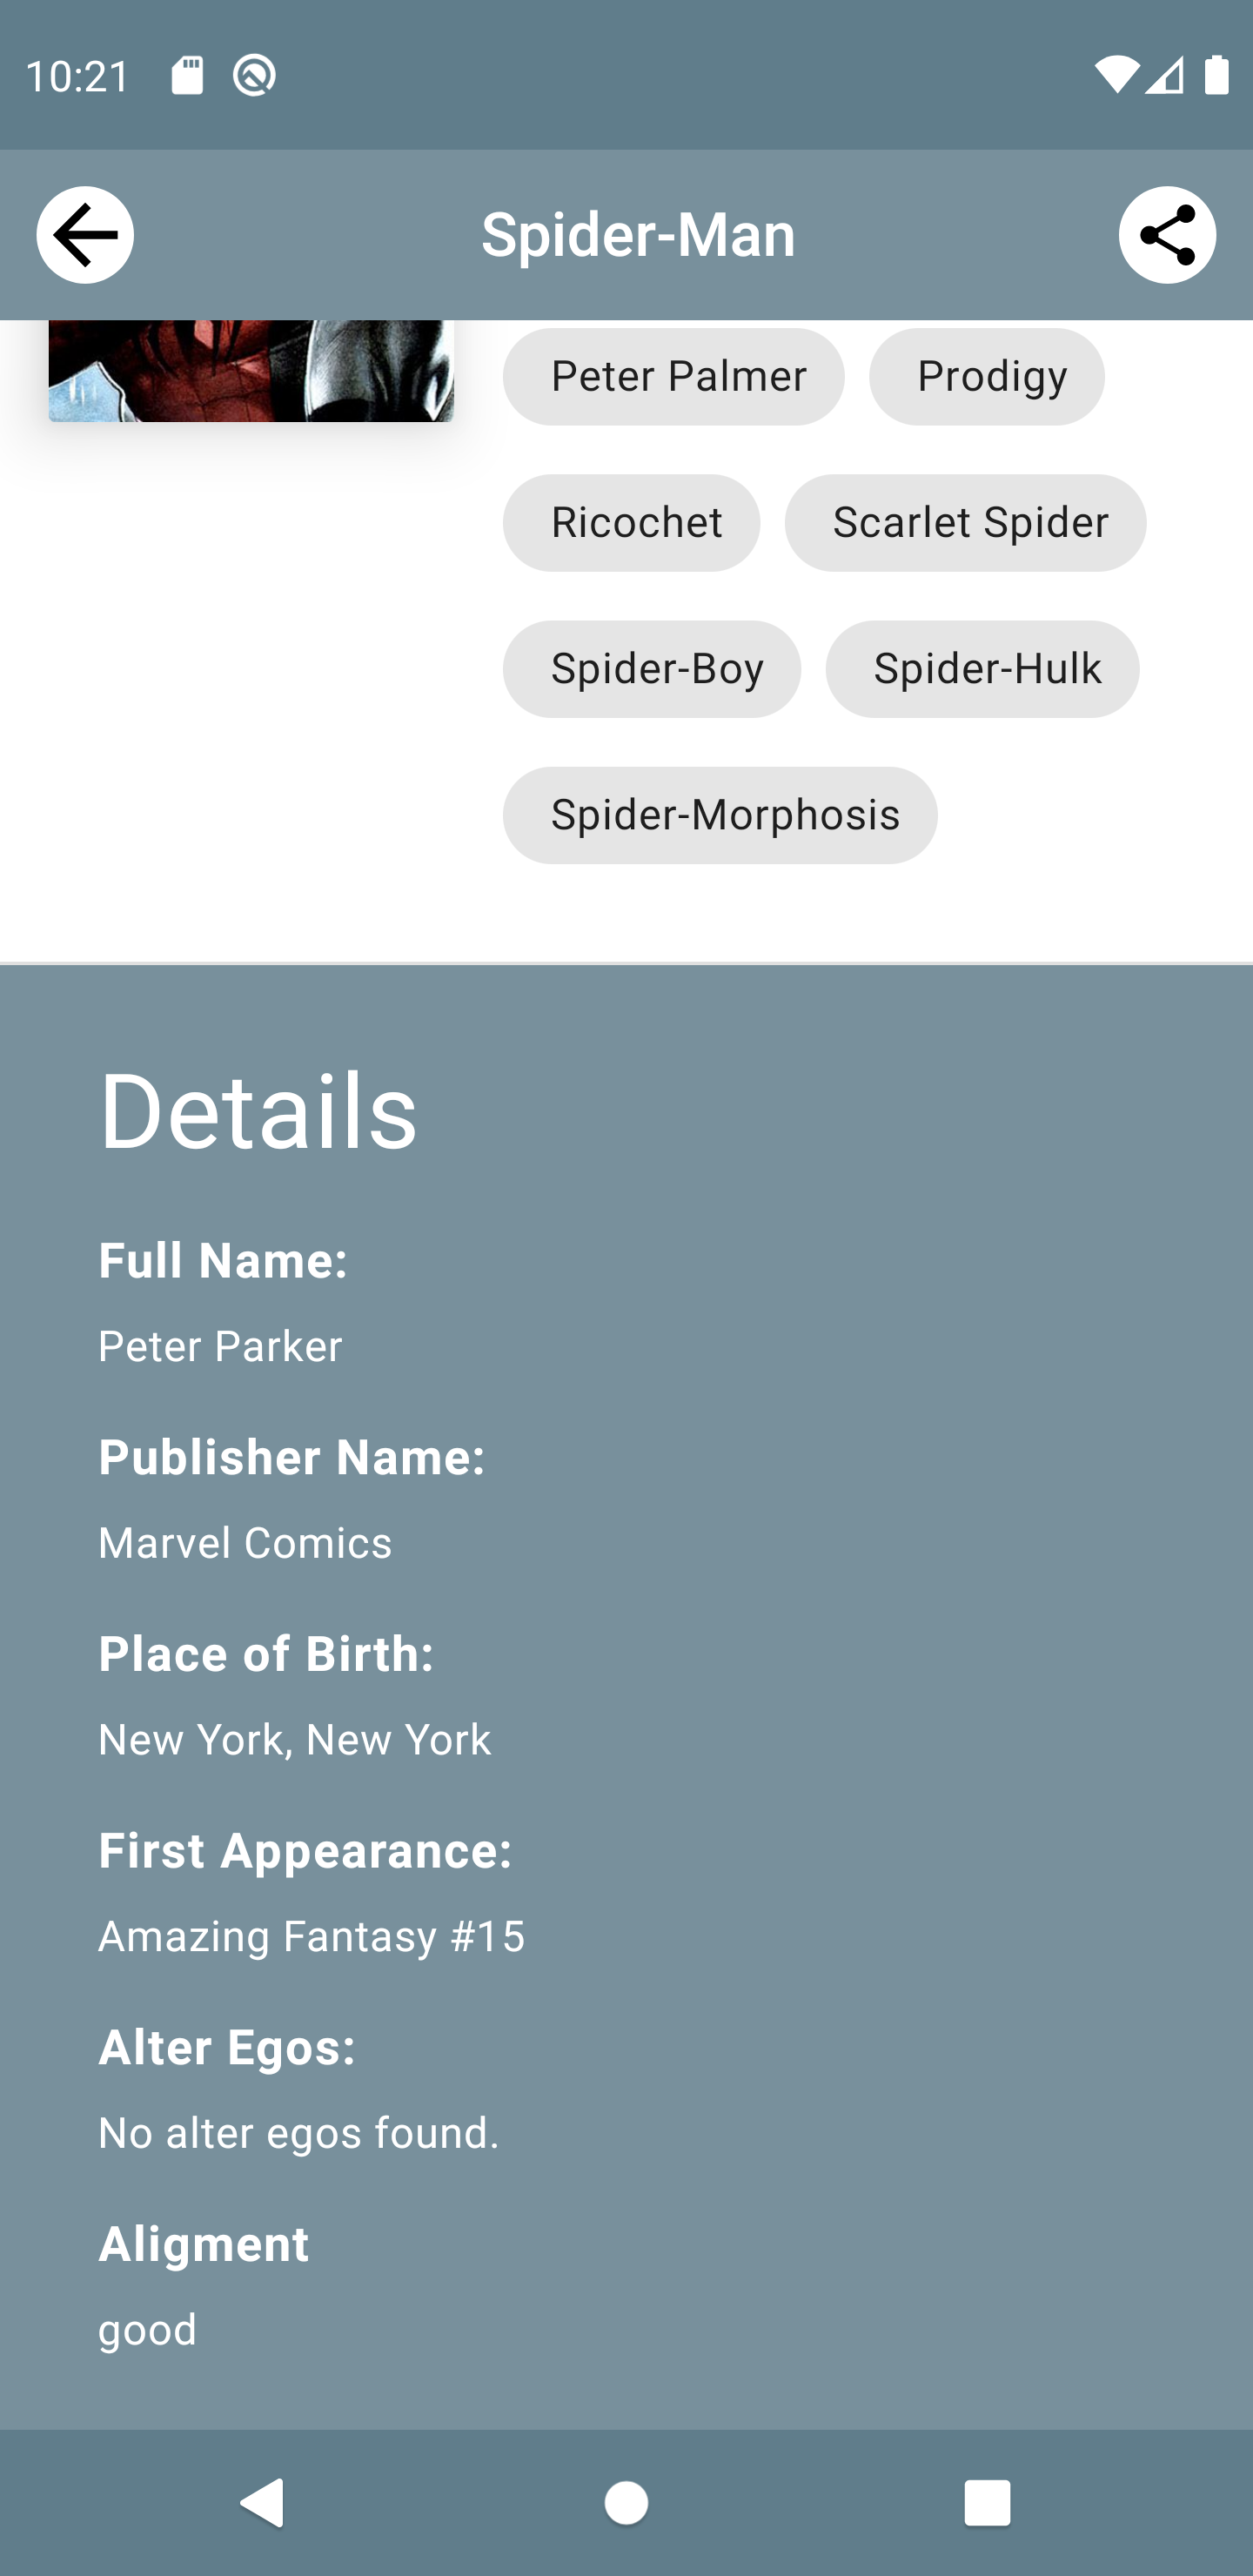 10:21
Spider-Man
Peter Palmer Prodigy
Ricochet Scarlet Spider
Spider-Boy Spider-Hulk
Spider-Morphosis
Details
Full Name:
Peter Parker
Publisher Name:
Marvel Comics
Place of Birth:
New York, New York
First Appearance:
Amazing Fantasy #15
Alter Egos:
No alter egos found.
Aligment
good